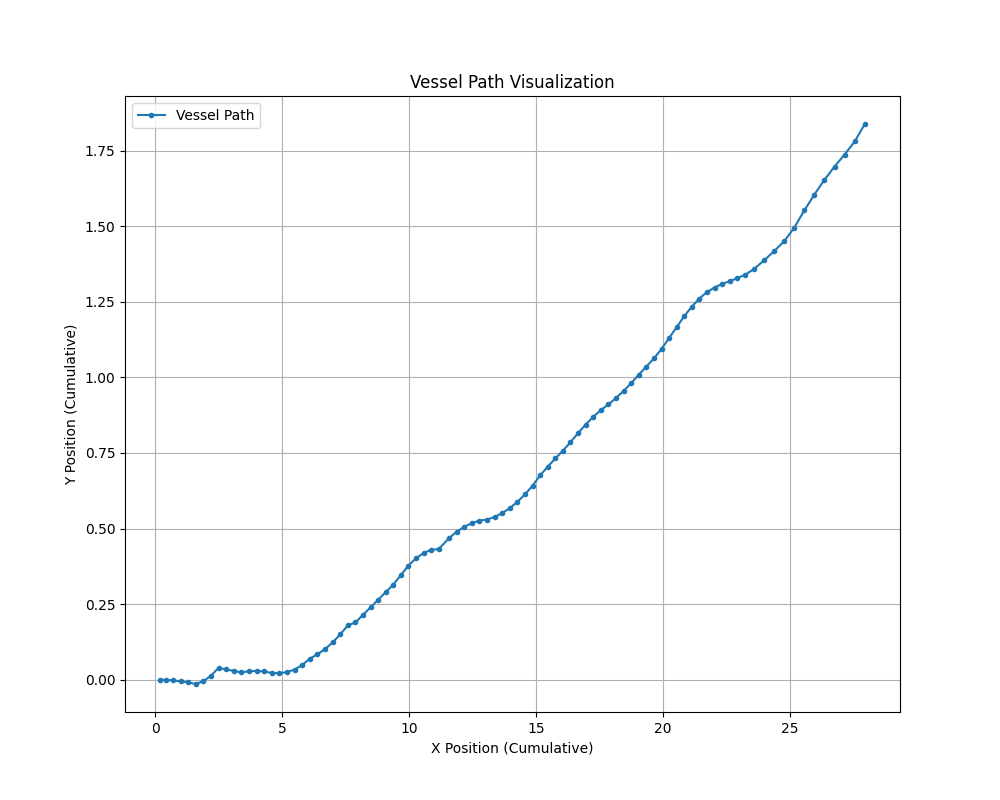 Vessel Path Visualization
Vessel Path
1.75
1.50
1.25
1.00
0.75
0.50
0.25
0.00
Y Position (Cumulative)
0 5 10 15 20 25
X Position (Cumulative)